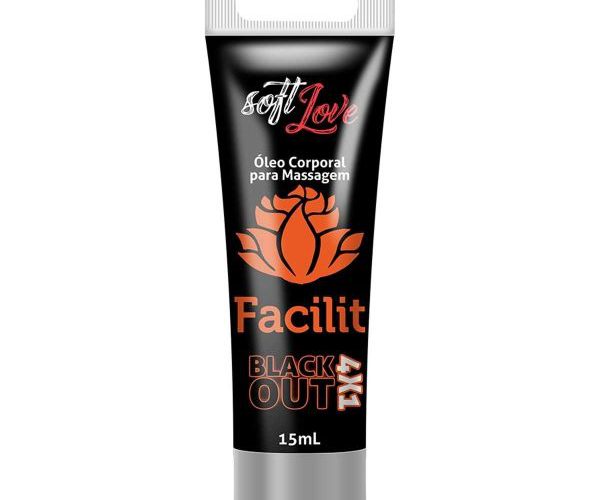 soft Love
Óleo Corporal
para Massagem
Facilit
BLACK
OUT
4X1
15mL